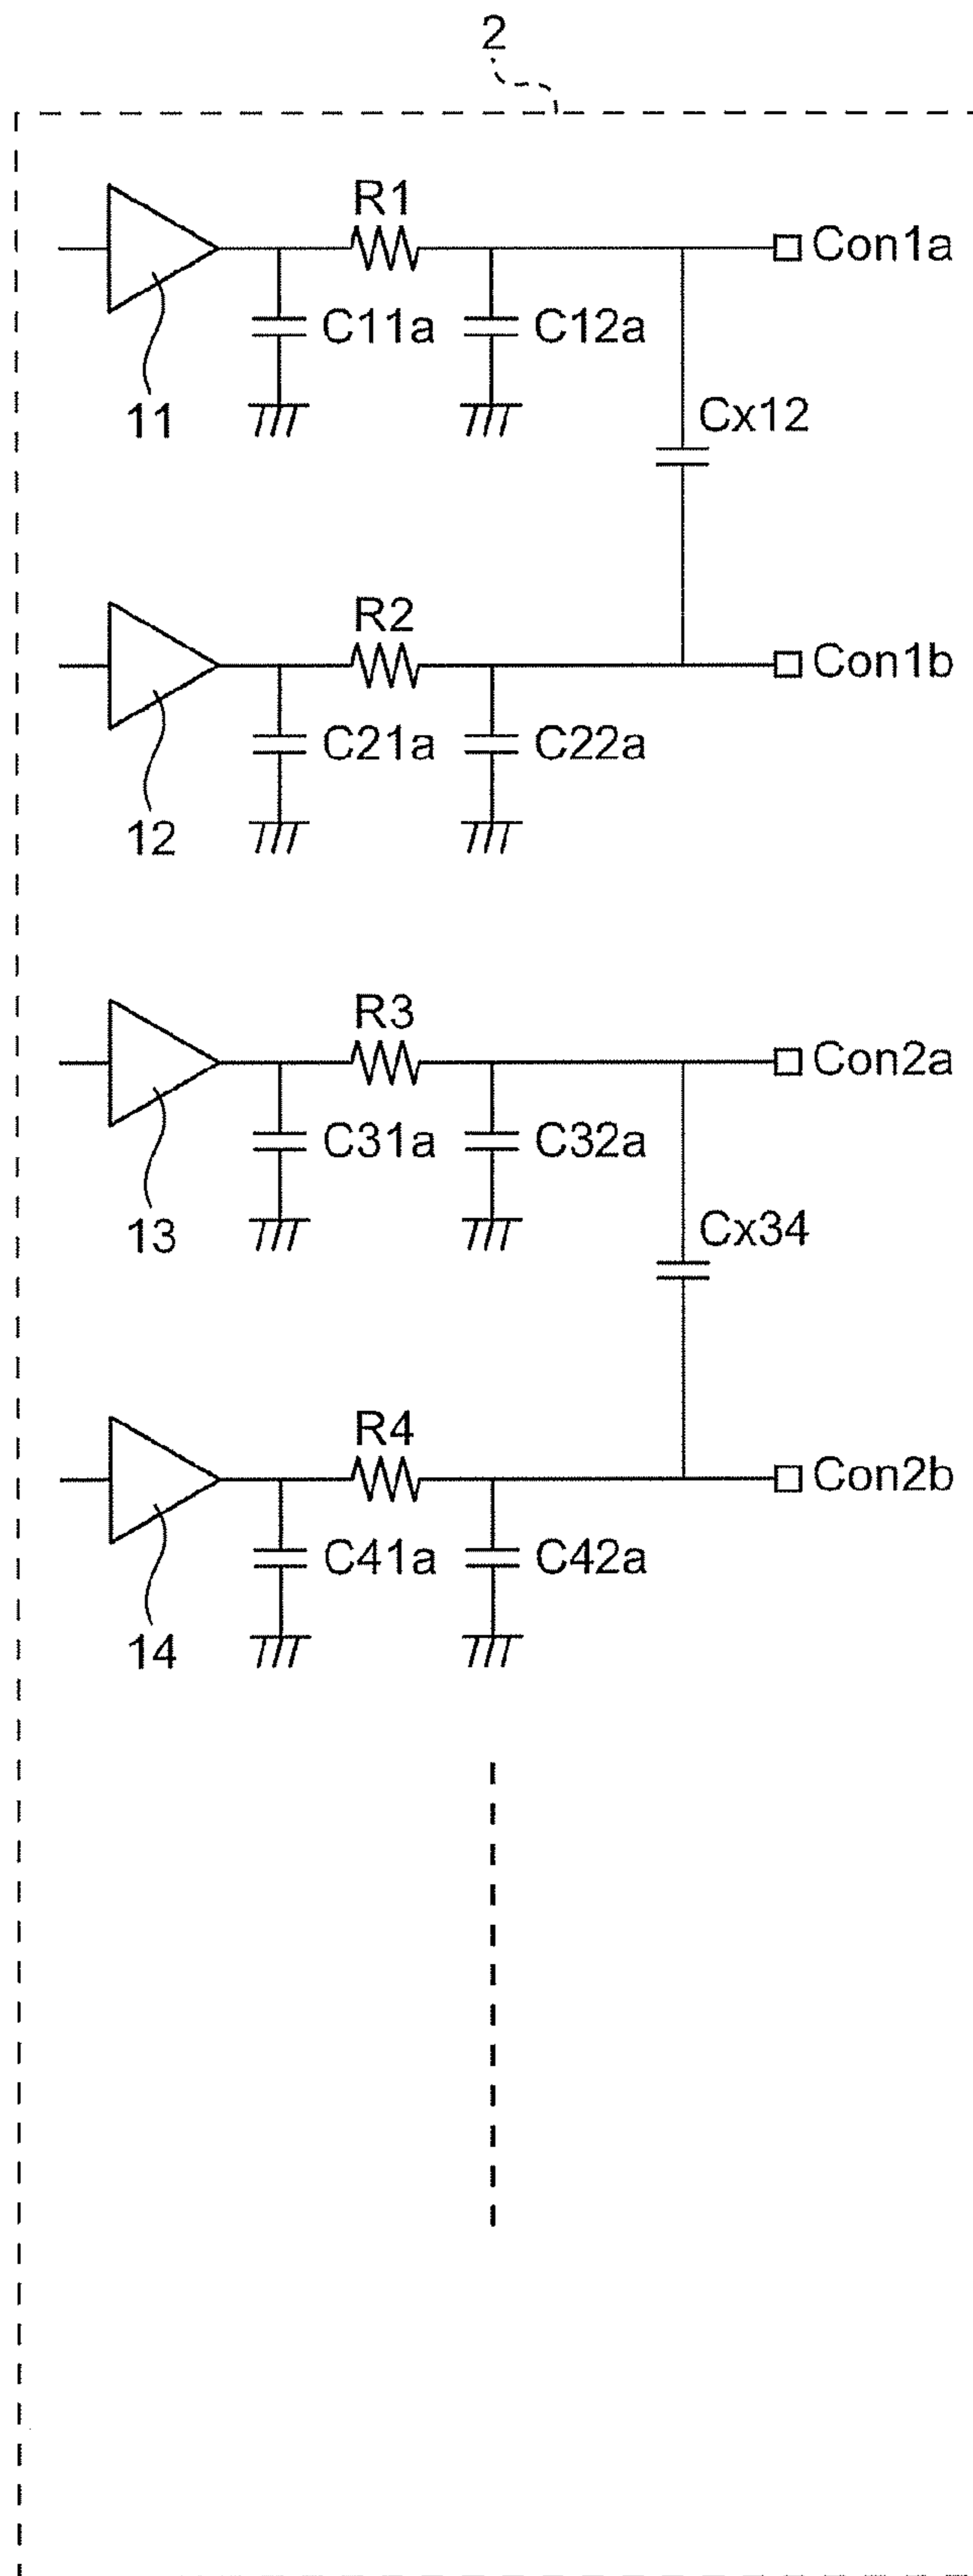 2
R1
Con1a
C11a
C12a
11
Cx12
R2
Con1b
C21a
C22a
12
R3
Con2a
C31a
C32a
13
Cx34
R4
Con2b
C41a
C42a
14